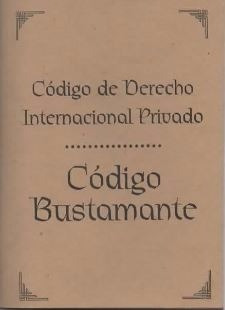 Código de Derecho
Internacional Privado
Código
Bustamante